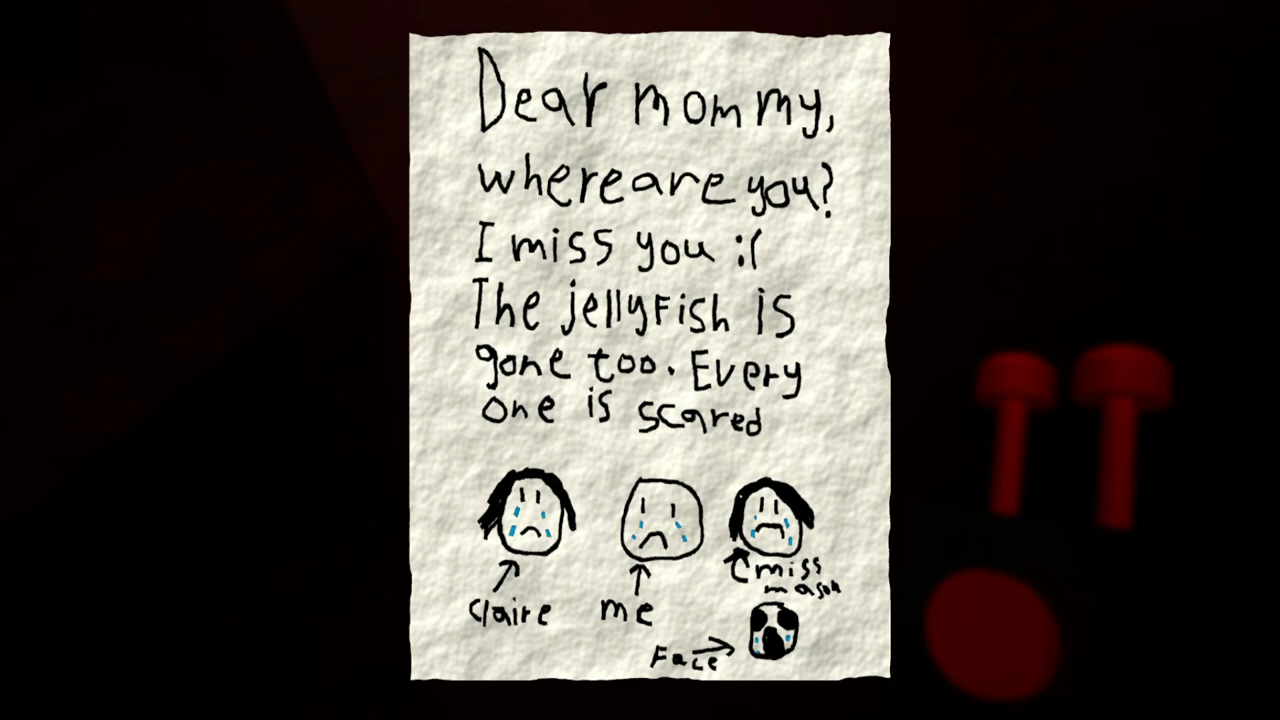 Dear mommy,
where are you?
I miss you :(
The jellyfish is
gone too. Every
one is scared
claire
me
miss
mason
Face